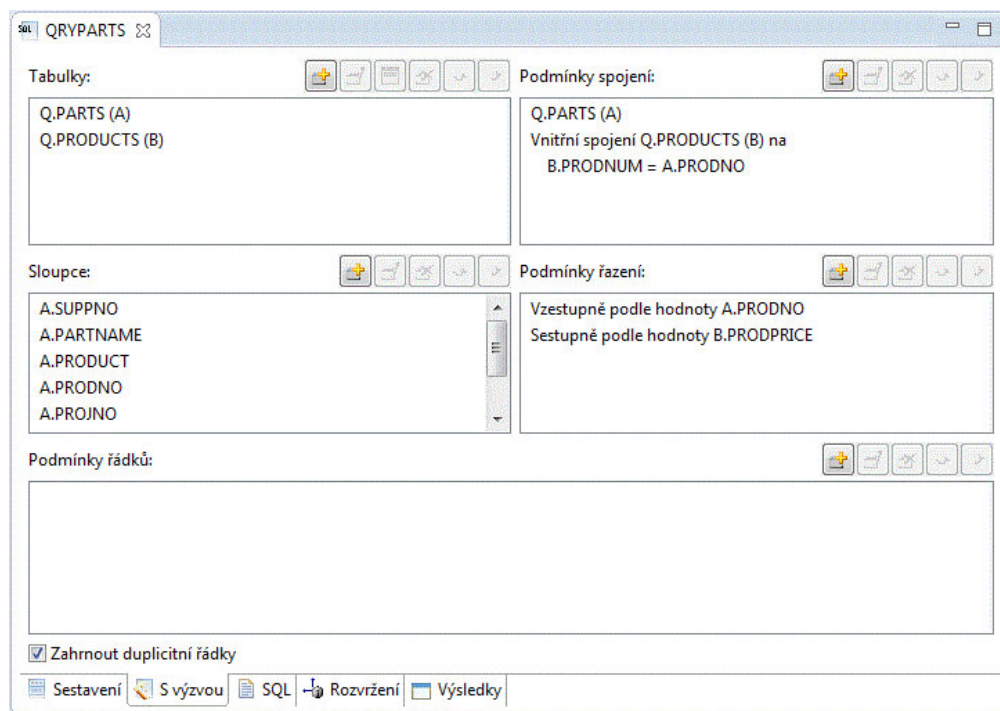 SQL QRYPARTS
Tabulky:
Q.PARTS (A)
Q.PRODUCTS (B)
Podmínky spojení:
Q.PARTS (A)
Vnitřní spojení Q.PRODUCTS (B) na
B.PRODNUM = A.PRODNO
Sloupce:
A.SUPPNO
A.PARTNAME
A.PRODUCT
A.PRODNO
A.PROJNO
Podmínky řazení:
Vzestupně podle hodnoty A.PRODNO
Sestupně podle hodnoty B.PRODPRICE
Podmínky řádků:
Zahrnout duplicitní řádky
Sestavení S výzvou SQL Rozvržení Výsledky